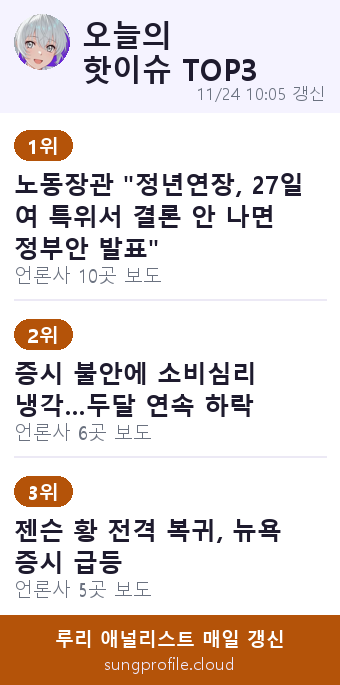 오늘의
핫이슈 TOP3
11/24 10:05 갱신
1위
노동장관 "정년연장, 27일
여 특위서 결론 안 나면
정부안 발표"
언론사 10곳 보도
2위
증시 불안에 소비심리
냉각...두달 연속 하락
언론사 6곳 보도
3위
젠슨 황 전격 복귀, 뉴욕
증시 급등
언론사 5곳 보도
루리 애널리스트 매일 갱신
sungprofile.cloud